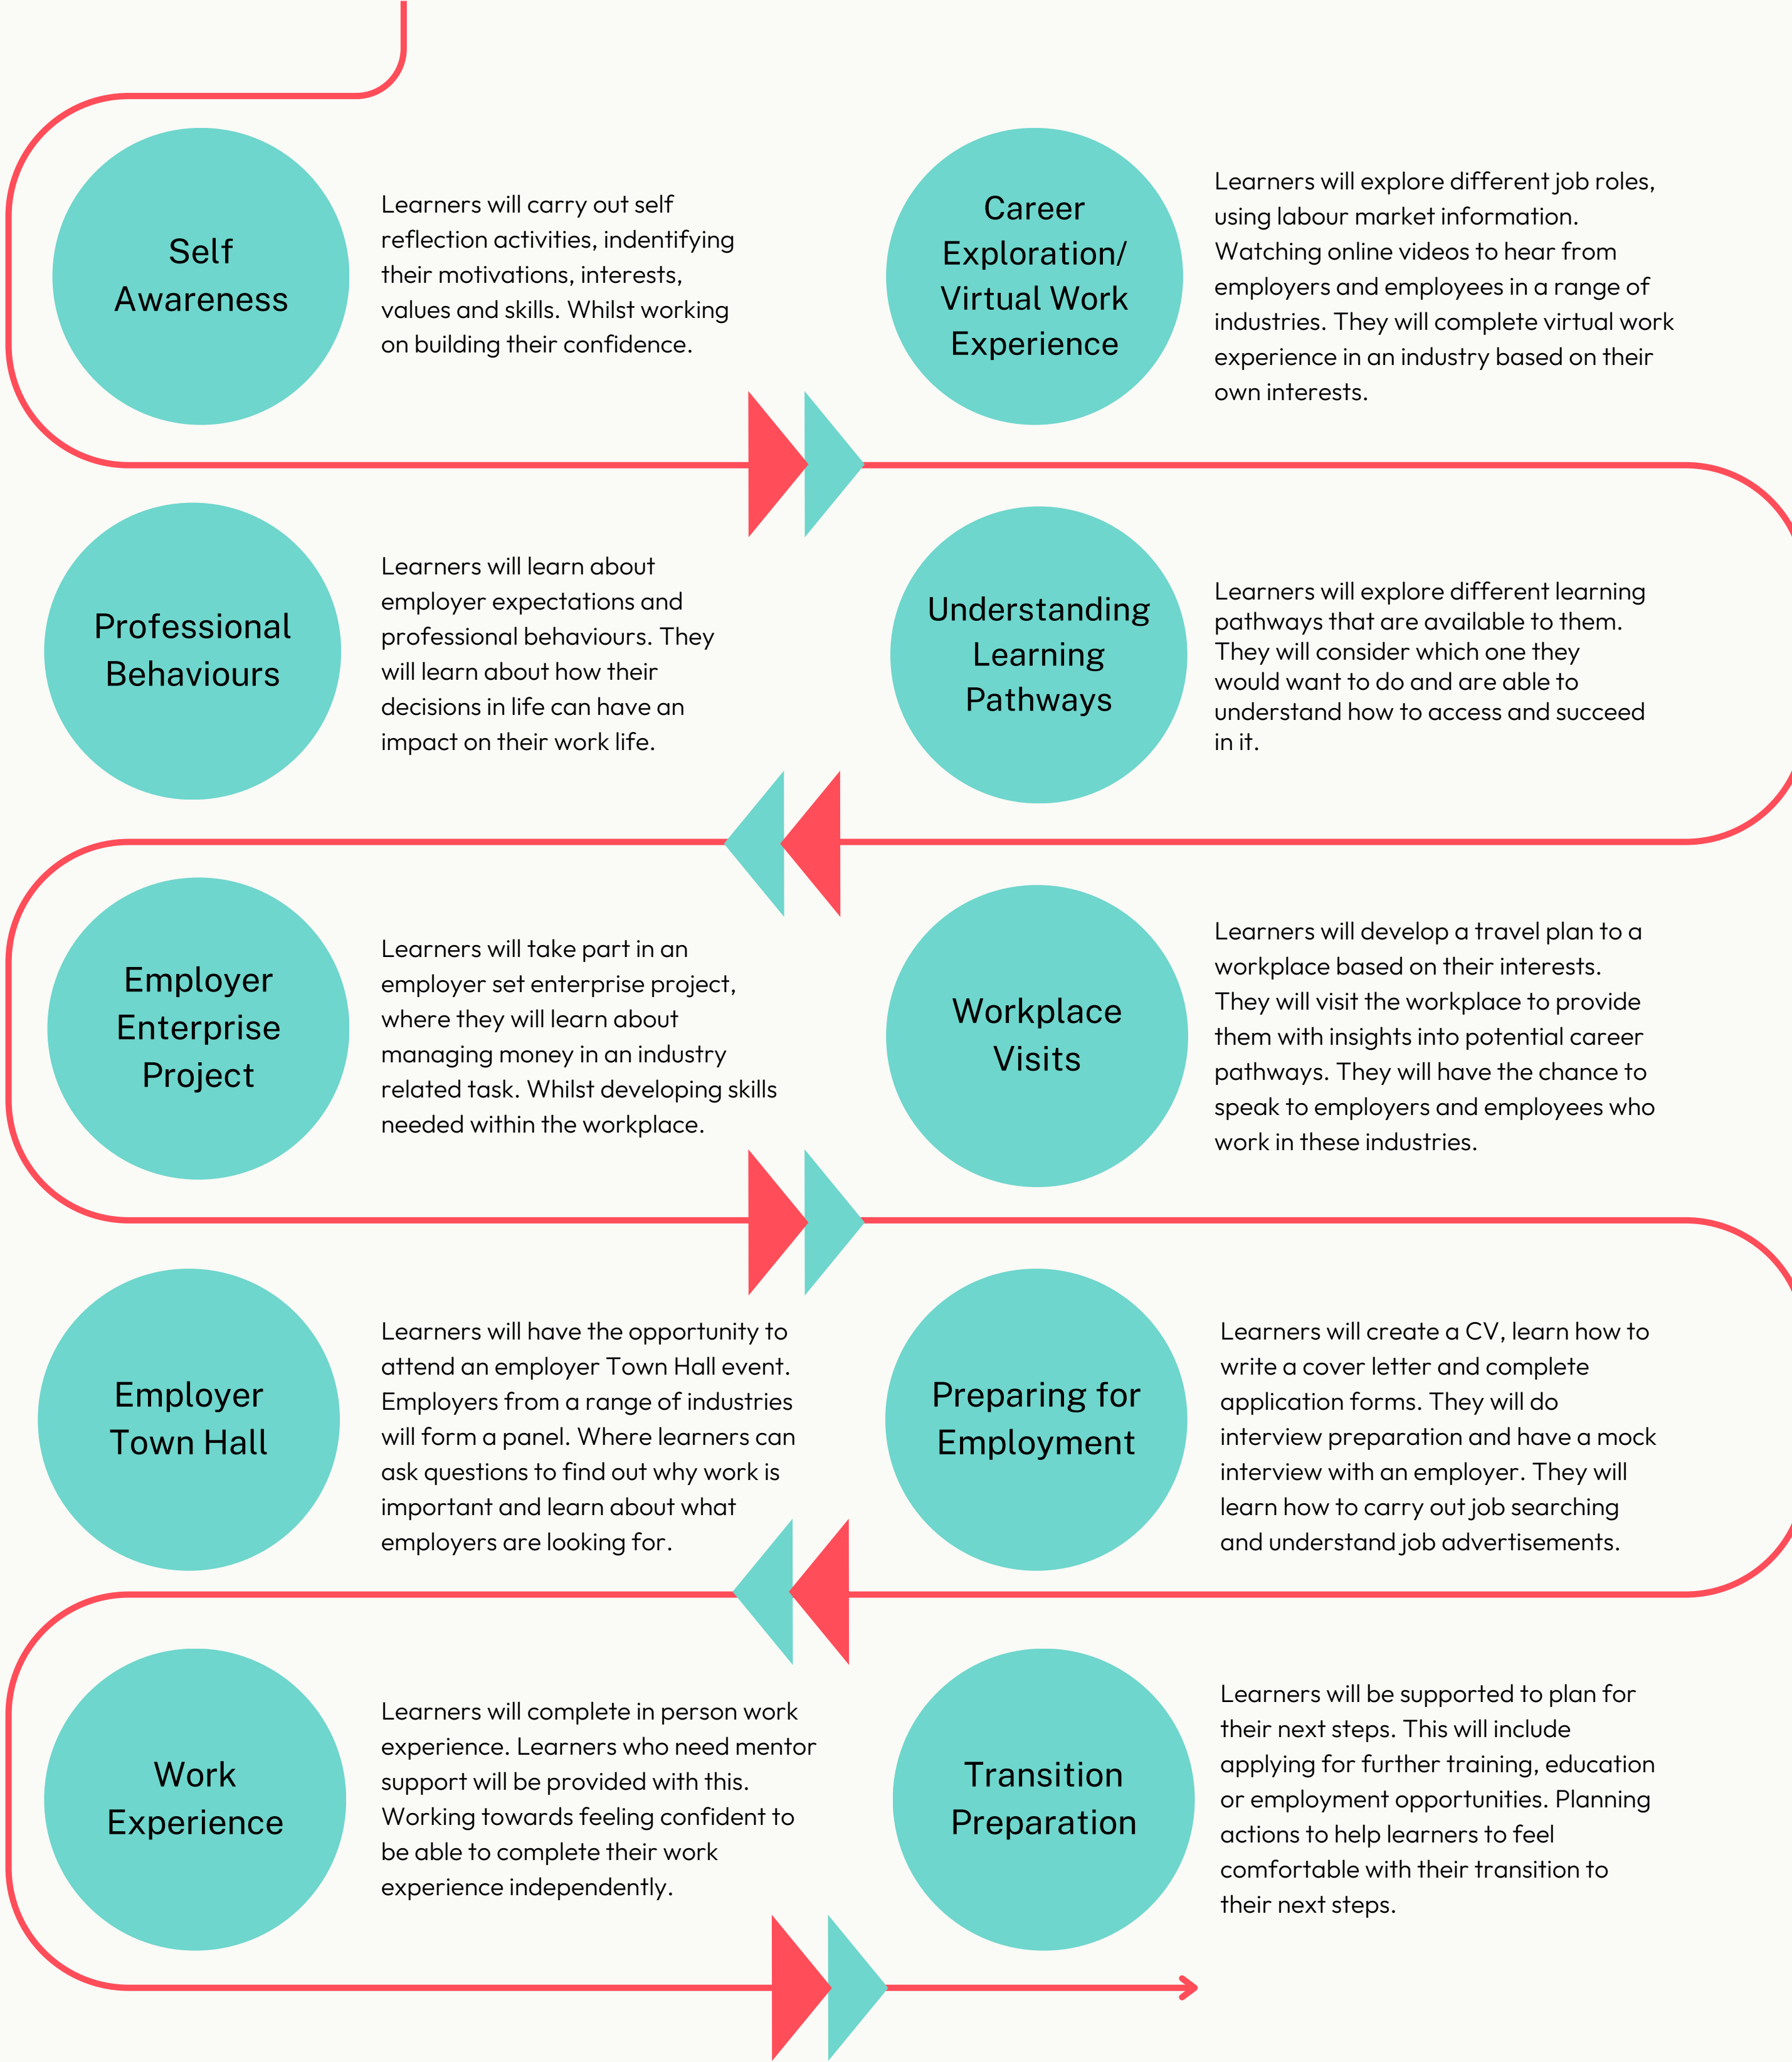 Self
Awareness
Learners will carry out self
reflection activities, indentifying
their motivations, interests,
values and skills. Whilst working
on building their confidence.
Career
Exploration/
Virtual Work
Experience
Learners will explore different job roles,
using labour market information.
Watching online videos to hear from
employers and employees in a range of
industries. They will complete virtual work
experience in an industry based on their
own interests.
Professional
Behaviours
Learners will learn about
employer expectations and
professional behaviours. They
will learn about how their
decisions in life can have an
impact on their work life.
Understanding
Learning
Pathways
Learners will explore different learning
pathways that are available to them.
They will consider which one they
would want to do and are able to
understand how to access and succeed
in it.
Employer
Enterprise
Project
Learners will take part in an
employer set enterprise project,
where they will learn about
managing money in an industry
related task. Whilst developing skills
needed within the workplace.
Workplace
Visits
Learners will develop a travel plan to a
workplace based on their interests.
They will visit the workplace to provide
them with insights into potential career
pathways. They will have the chance to
speak to employers and employees who
work in these industries.
Employer
Town Hall
Learners will have the opportunity to
attend an employer Town Hall event.
Employers from a range of industries
will form a panel. Where learners can
ask questions to find out why work is
important and learn about what
employers are looking for.
Preparing for
Employment
Learners will create a CV, learn how to
write a cover letter and complete
application forms. They will do
interview preparation and have a mock
interview with an employer. They will
learn how to carry out job searching
and understand job advertisements.
Work
Experience
Learners will complete in person work
experience. Learners who need mentor
support will be provided with this.
Working towards feeling confident to
be able to complete their work
experience independently.
Transition
Preparation
Learners will be supported to plan for
their next steps. This will include
applying for further training, education
or employment opportunities. Planning
actions to help learners to feel
comfortable with their transition to
their next steps.